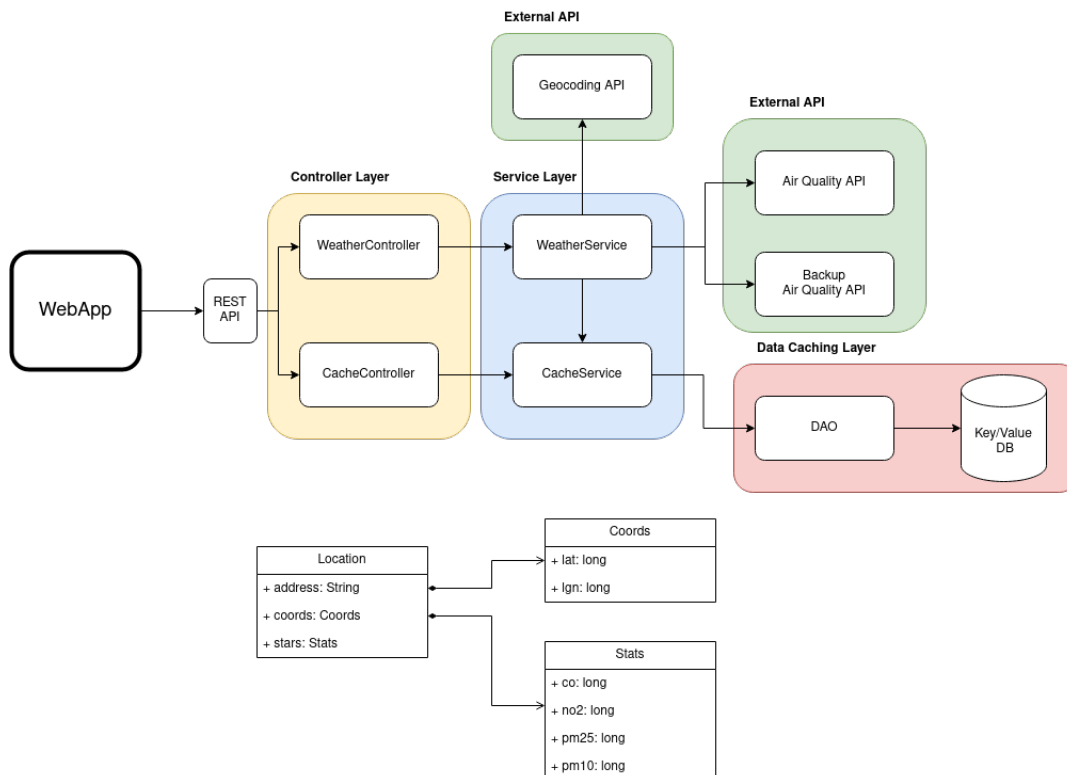 External API
Geocoding API
External API
Air Quality API
Backup
Air Quality API
Controller Layer
Service Layer
WeatherController
WeatherService
WebApp
REST
API
CacheController
CacheService
Data Caching Layer
DAO
Key/Value
DB
Location
+ address: String
+ coords: Coords
+ stars: Stats
Coords
+ lat: long
+ lgn: long
Stats
+ co: long
+ no2: long
+ pm25: long
+ pm10: long